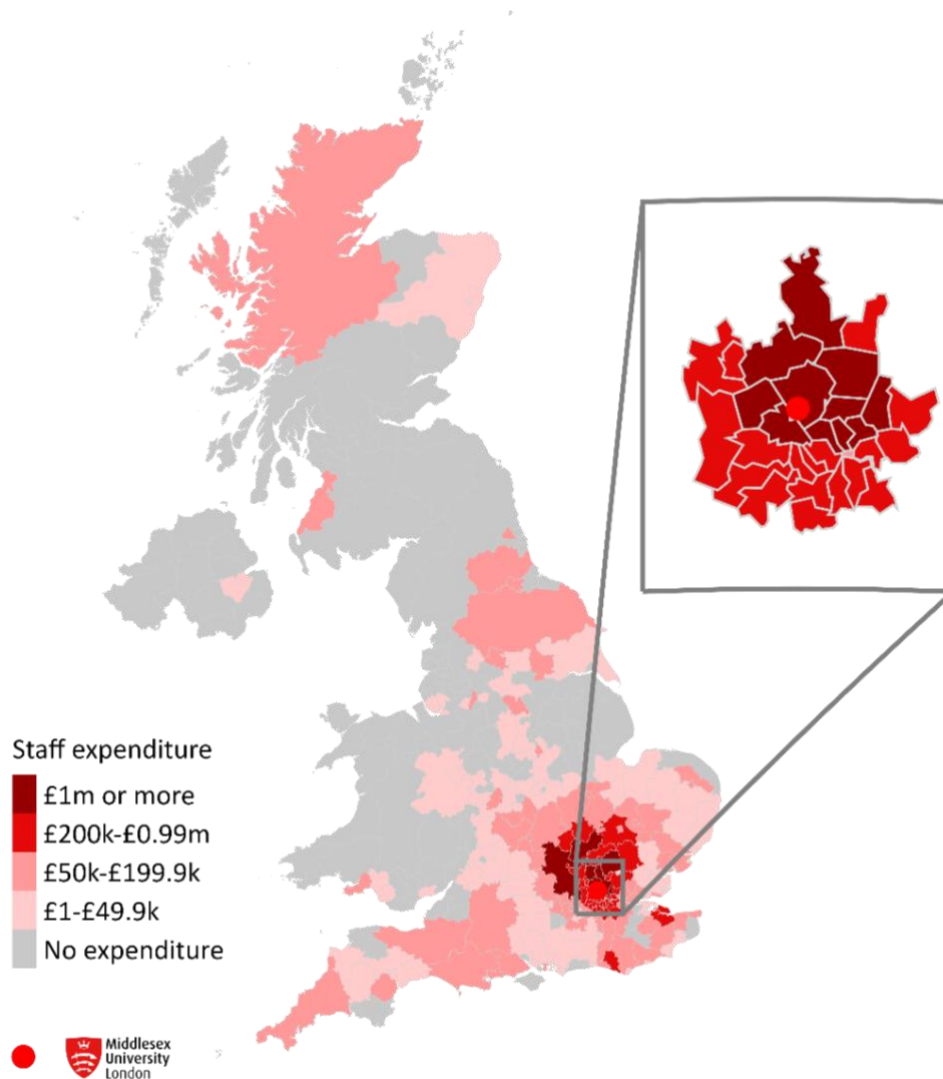 Staff expenditure
£1m or more
£200k-£0.99m
£50k-£199.9k
£1-£49.9k
No expenditure
Middlesex
University
London